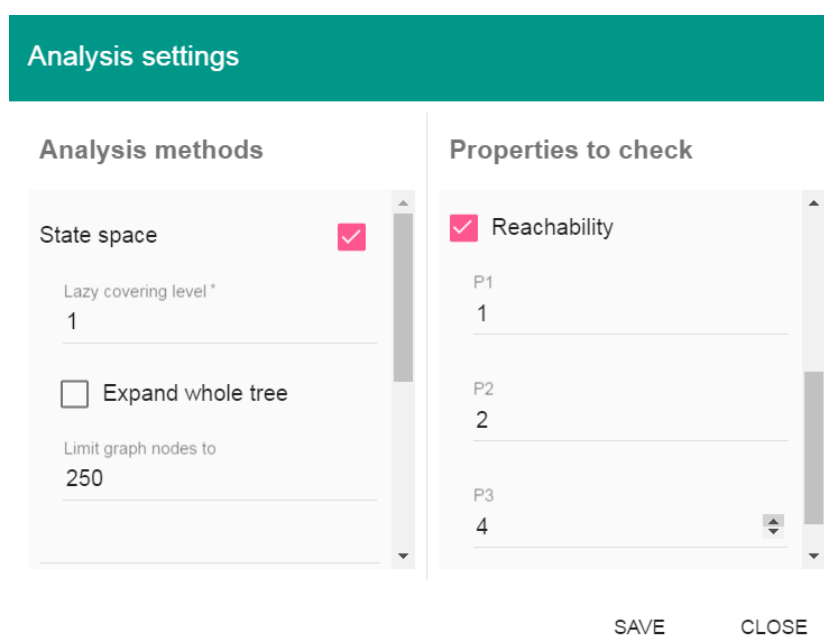 Analysis settings
Analysis methods
State space
Lazy covering level *
1
Expand whole tree
Limit graph nodes to
250
Properties to check
Reachability
P1
1
P2
2
P3
4
SAVE CLOSE